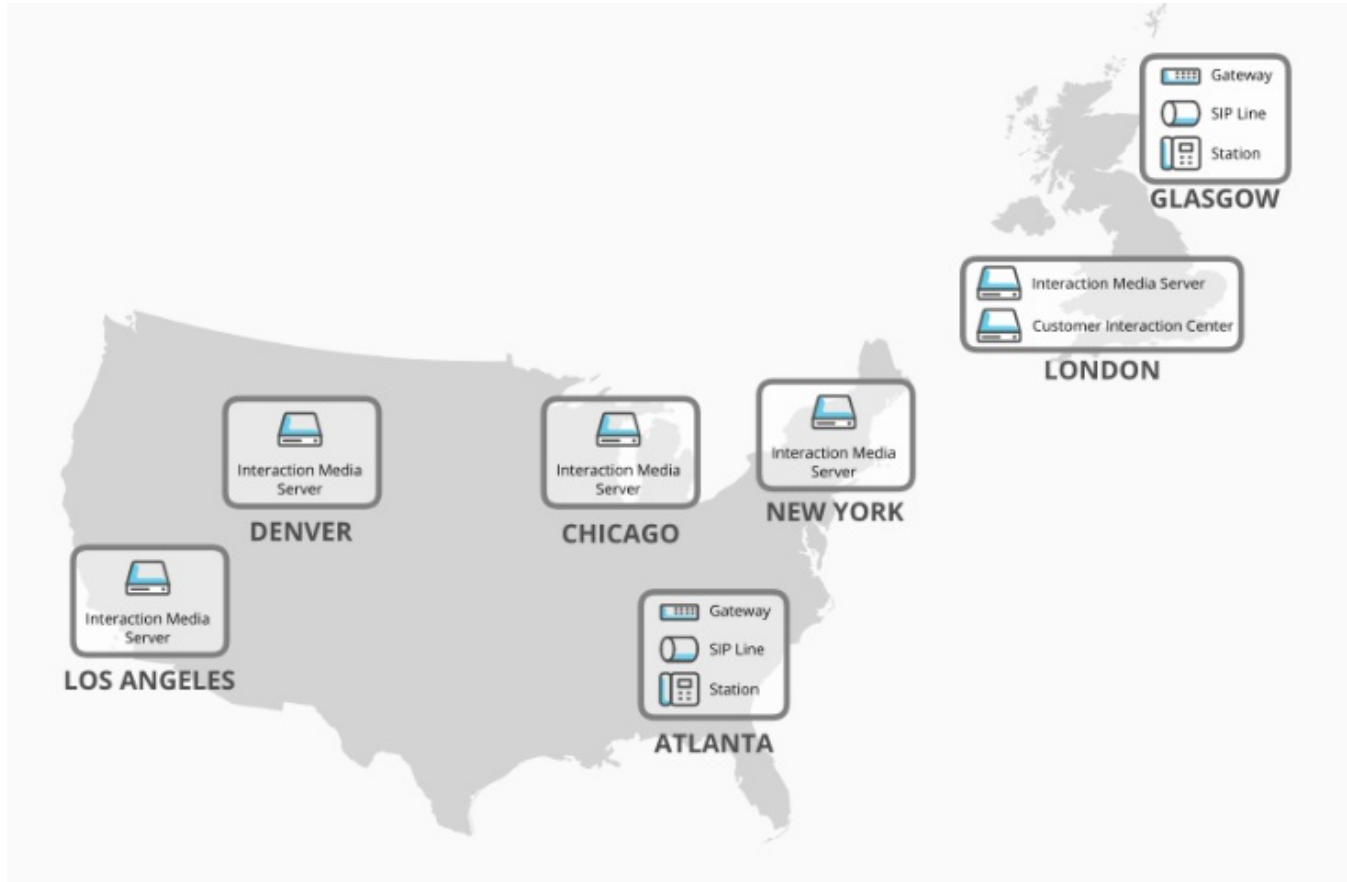 Gateway
SIP Line
Station
GLASGOW
Interaction Media Server
Customer Interaction Center
LONDON
Interaction Media
Server
NEW YORK
Interaction Media
Server
DENVER
Interaction Media
Server
CHICAGO
Interaction Media
Server
LOS ANGELES
Gateway
SIP Line
Station
ATLANTA